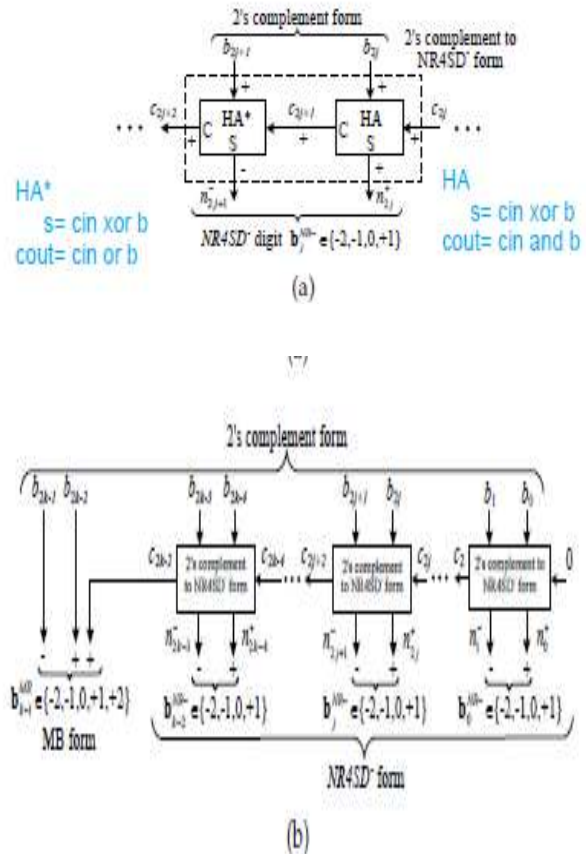 2's complement form
b2j+1 b2j
2's complement to
NR4SD- form
c2j+2 HA* c2j+1 HA c2j
C S C S
+ + + + + - +
n-2j+1 n+2j
NR4SD- digit bjNR- ∈{-2,-1,0,+1}
HA*
s= cin xor b
cout= cin or b
HA
s= cin xor b
cout= cin and b
(a)
2's complement form
b2k-1 b2k-2 b2k-3 b2k-4 b2j+1 b2j b1 b0
c2k-2 c2k-4 c2j+2 c2j c2 0
2's complement to NR4SD- form
2's complement to NR4SD- form
2's complement to NR4SD- form
n-2k-3 n+2k-4 n-2j+1 n+2j n-1 n+0
- + + - + - + - +
bk-1MB ∈{-2,-1,0,+1,+2} bk-2NR- ∈{-2,-1,0,+1} bjNR- ∈{-2,-1,0,+1} b0NR- ∈{-2,-1,0,+1}
MB form
NR4SD- form
(b)